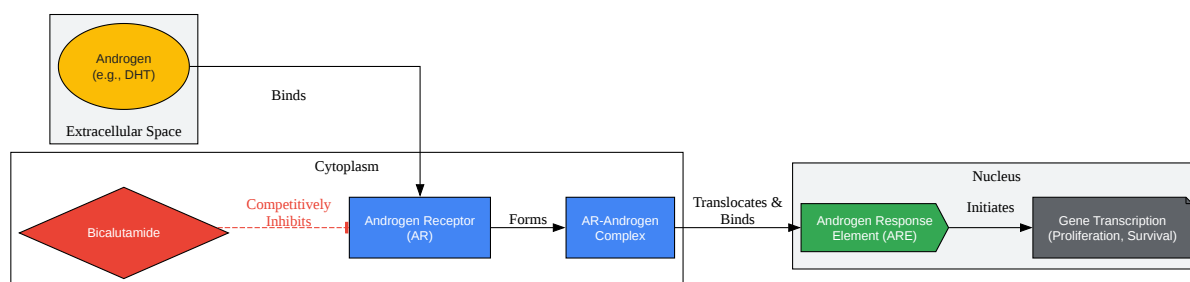 Androgen
(e.g., DHT)
Extracellular Space
Binds
Cytoplasm
Bicalutamide
Competitively
Inhibits
Androgen Receptor
(AR)
Forms
AR-Androgen
Complex
Translocates &
Binds
Nucleus
Androgen Response
Element (ARE)
Initiates
Gene Transcription
(Proliferation, Survival)